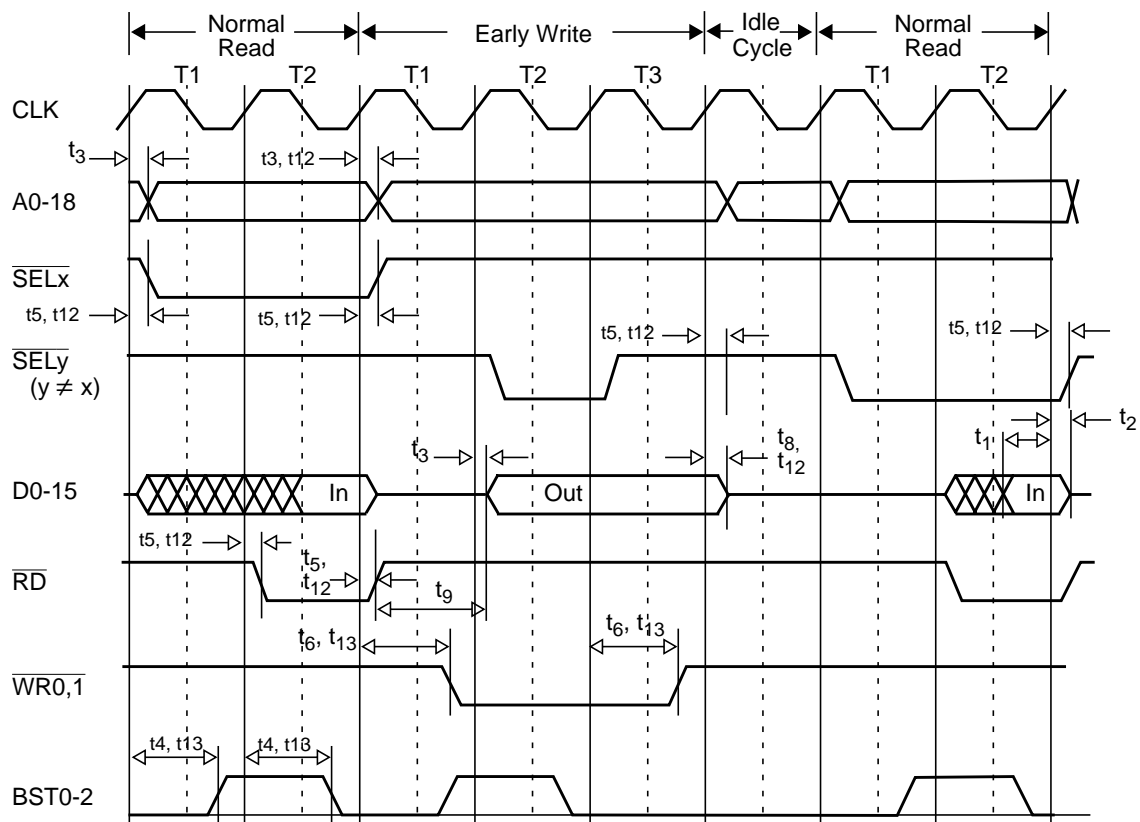 Normal
Read
Early Write
Idle
Cycle
Normal
Read
T1 T2 T1 T2 T3 T1 T2
CLK
t3 t3, t12
A0-18
SELx
t5, t12 t5, t12 t5, t12 t5, t12
SELy
(y ≠ x)
t3 t8,
t12 t1 t2
D0-15 In Out In
t5, t12 t5,
t12
RD
t9
t6, t13 t6, t13
WR0,1
t4, t13 t4, t13
BST0-2